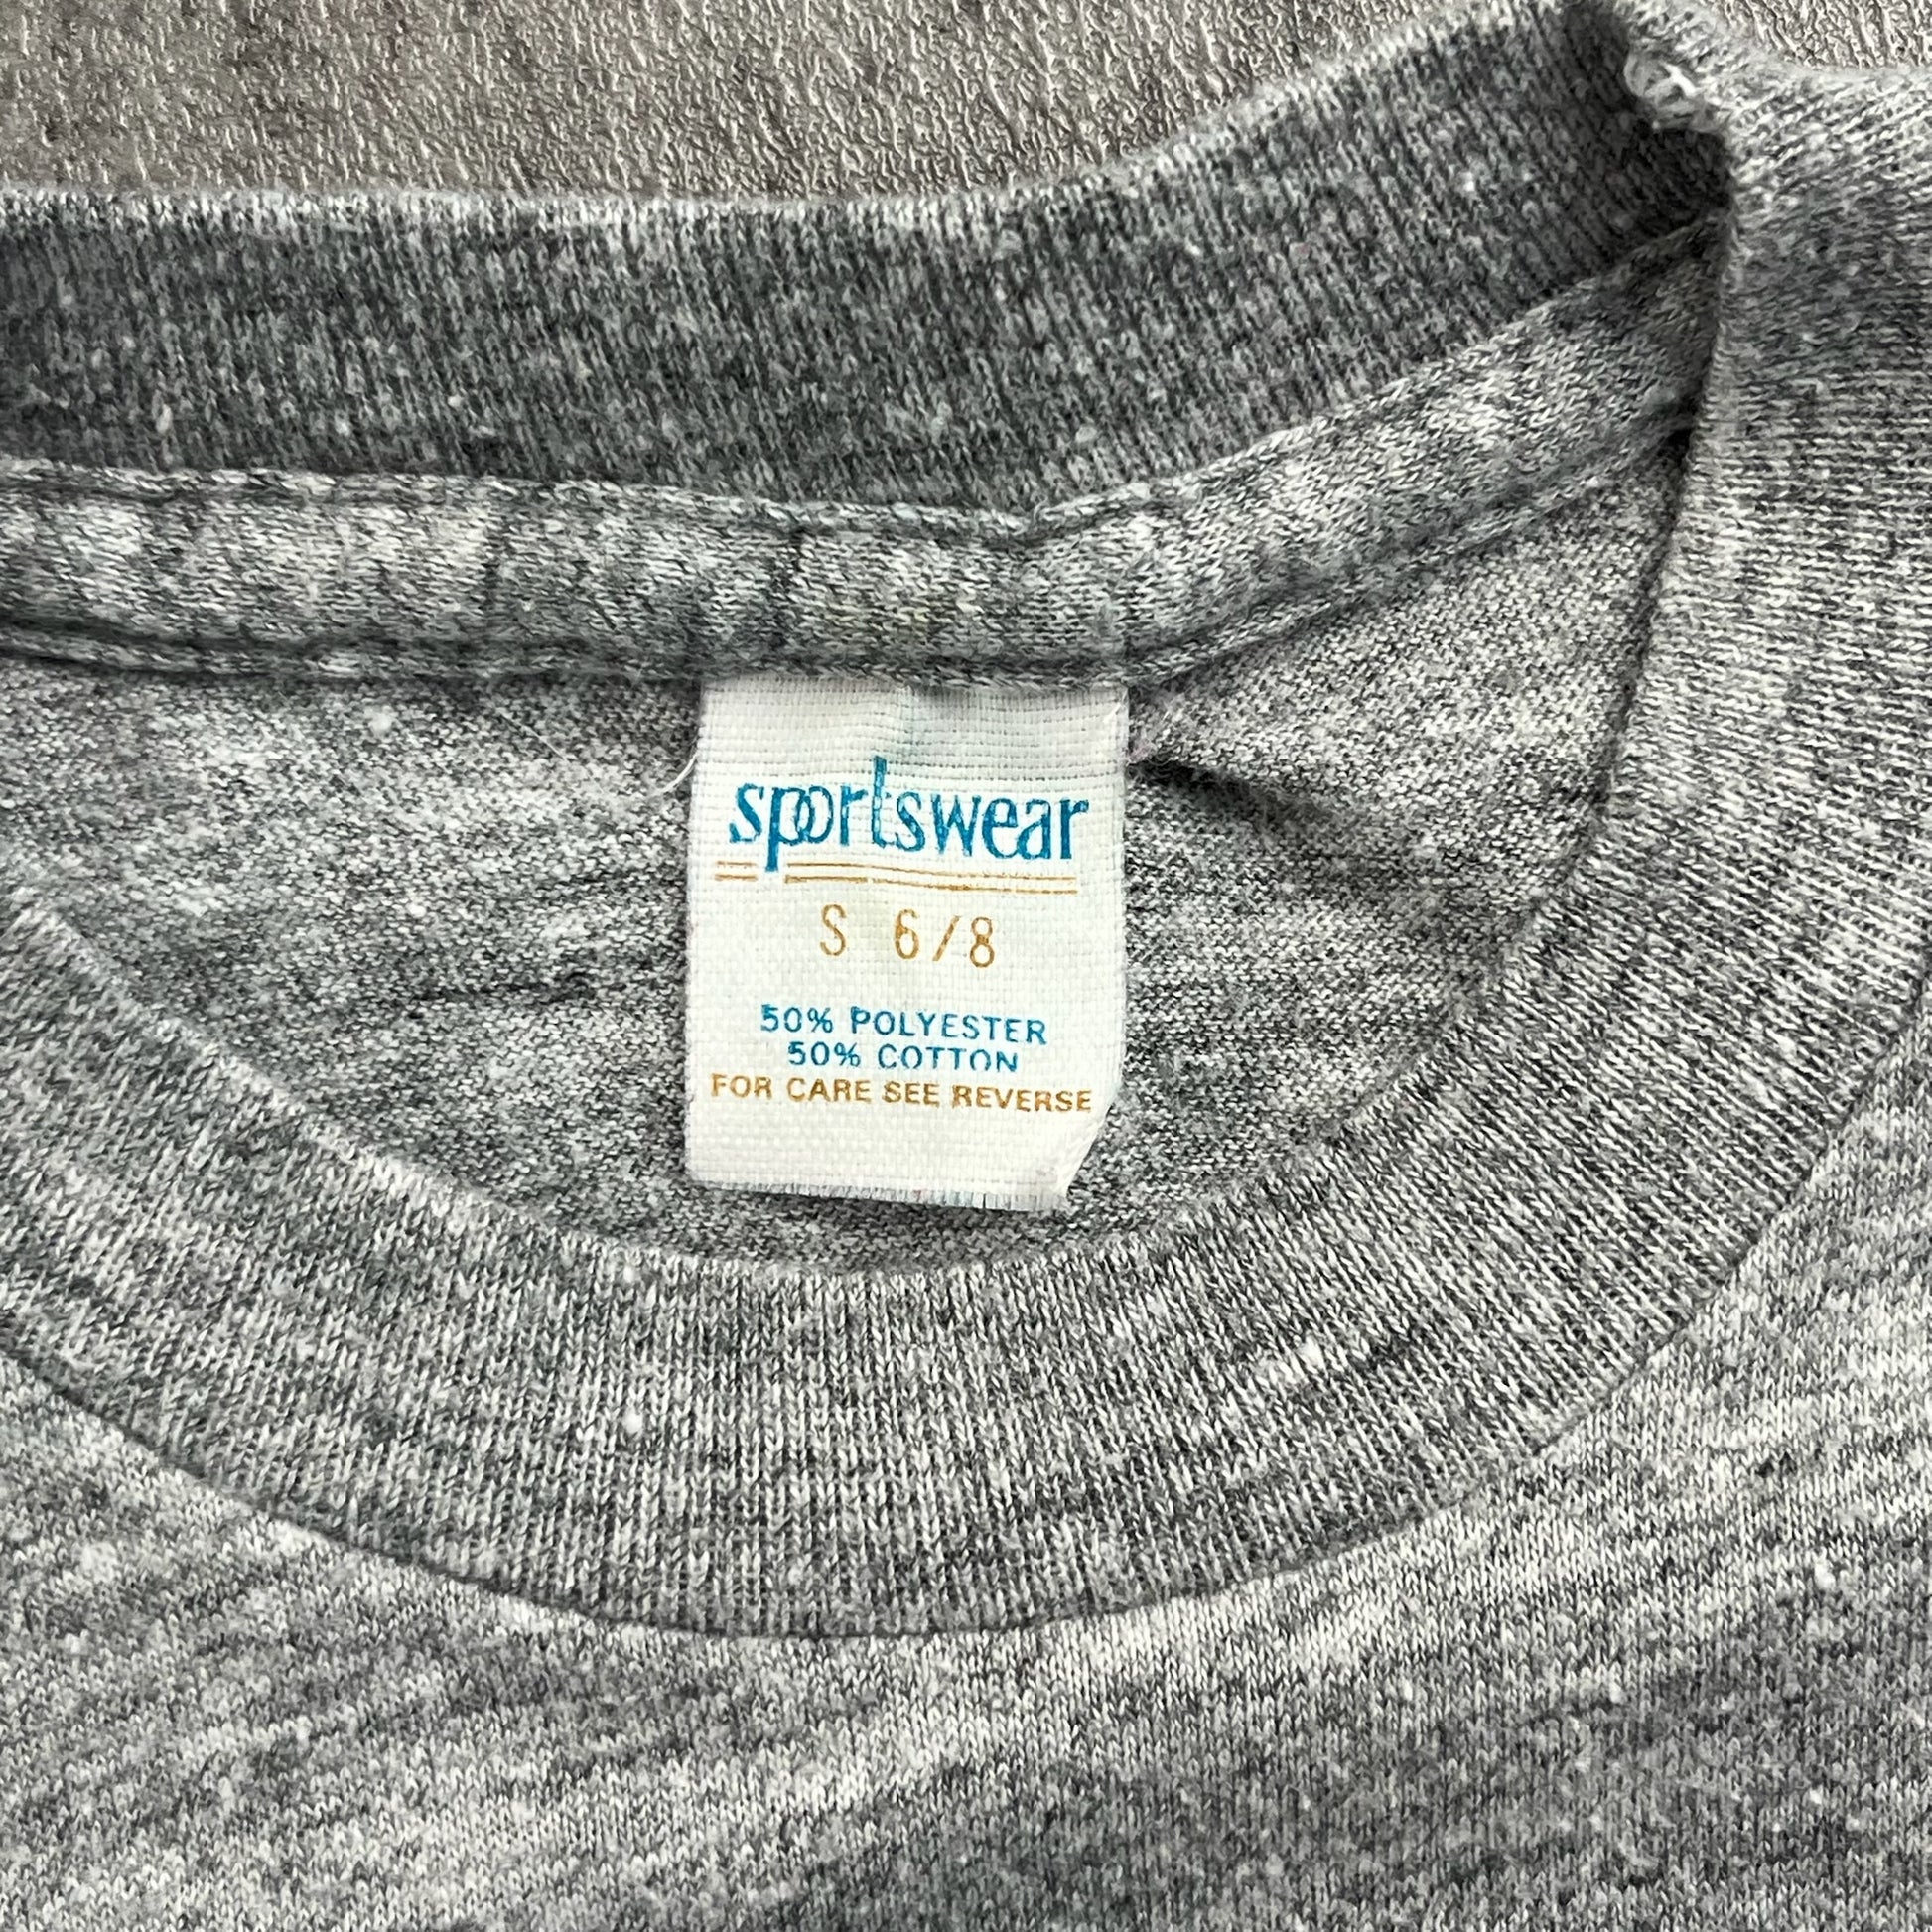 sportswear
S 6/8
50% POLYESTER
50% COTTON
FOR CARE SEE REVERSE